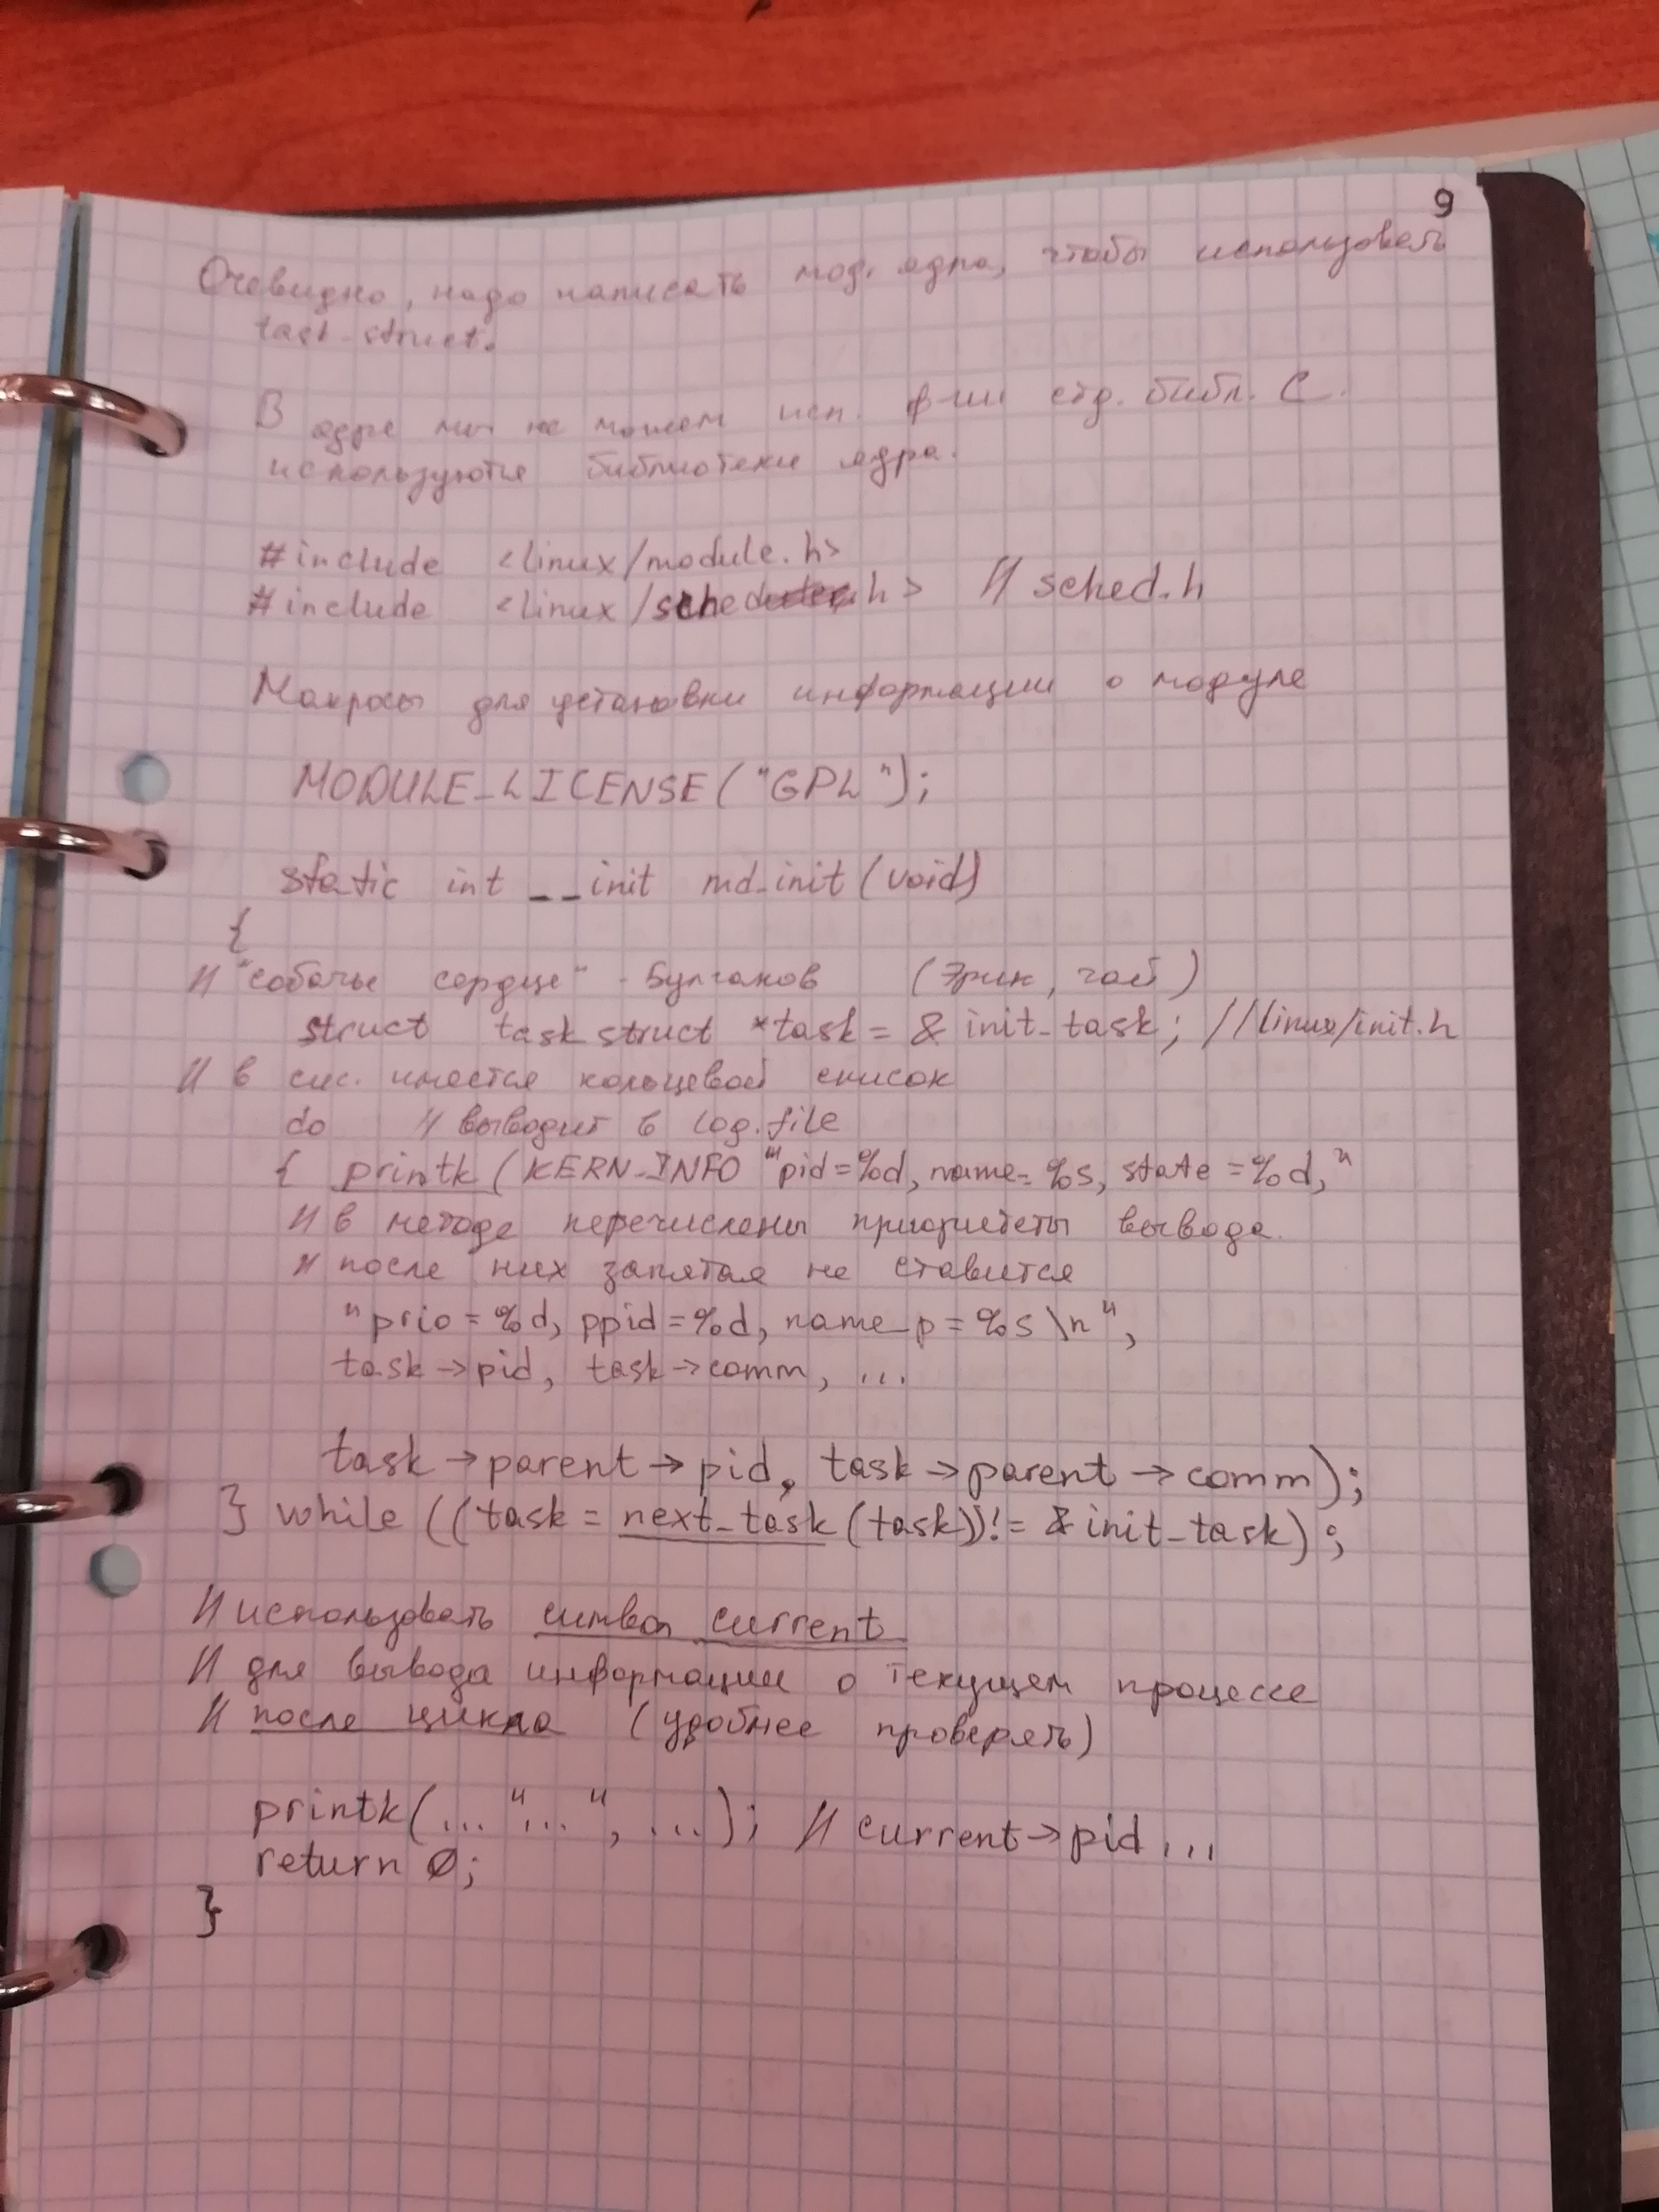 9
Очевидно, надо написать мод. ядра, чтобы использовать
task_struct.
В ядре мы не можем исп. ф-ии стд. библ. C.
используются библиотеки ядра.
#include <linux/module.h>
#include <linux/sched.h> // sched.h
Макросы для установки информации о модуле
MODULE_LICENSE("GPL");
static int __init md_init(void)
{
// "собачье сердце" - Булгаков (Эрик, гой)
struct task struct *task = & init_task; //linux/init.h
// в сис. имеется кольцевой список
do // выводит в log.file
{ printk(KERN_INFO "pid=%d, name=%s, state=%d,"
// в методе перечислены приоритеты вывода.
// после них запятая не ставится
"prio=%d, ppid=%d, name_p=%s\n",
task->pid, task->comm, ...
task->parent->pid, task->parent->comm);
} while ((task = next_task(task))!= &init_task);
// использовать символ current
// для вывода информации о текущем процессе
// после цикла (удобнее проверять)
printk(... "...", ...); // current->pid...
return 0;
}